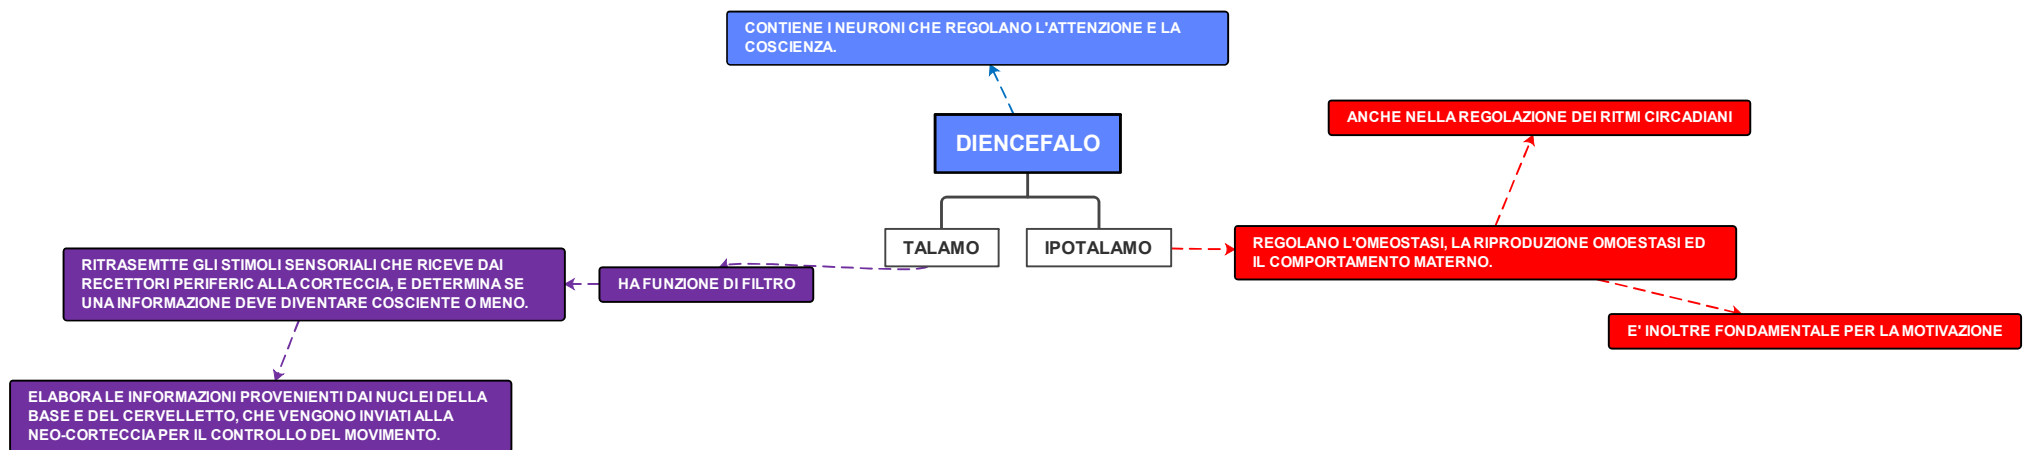 CONTIENE I NEURONI CHE REGOLANO L'ATTENZIONE E LA
COSCIENZA.
ANCHE NELLA REGOLAZIONE DEI RITMI CIRCADIANI
DIENCEFALO
TALAMO
IPOTALAMO
REGOLANO L'OMEOSTASI, LA RIPRODUZIONE OMOESTASI ED
IL COMPORTAMENTO MATERNO.
RITRASEMTTE GLI STIMOLI SENSORIALI CHE RICEVE DAI
RECETTORI PERIFERIC ALLA CORTECCIA, E DETERMINA SE
UNA INFORMAZIONE DEVE DIVENTARE COSCIENTE O MENO.
HA FUNZIONE DI FILTRO
E' INOLTRE FONDAMENTALE PER LA MOTIVAZIONE
ELABORA LE INFORMAZIONI PROVENIENTI DAI NUCLEI DELLA
BASE E DEL CERVELLETTO, CHE VENGONO INVIATI ALLA
NEO-CORTECCIA PER IL CONTROLLO DEL MOVIMENTO.